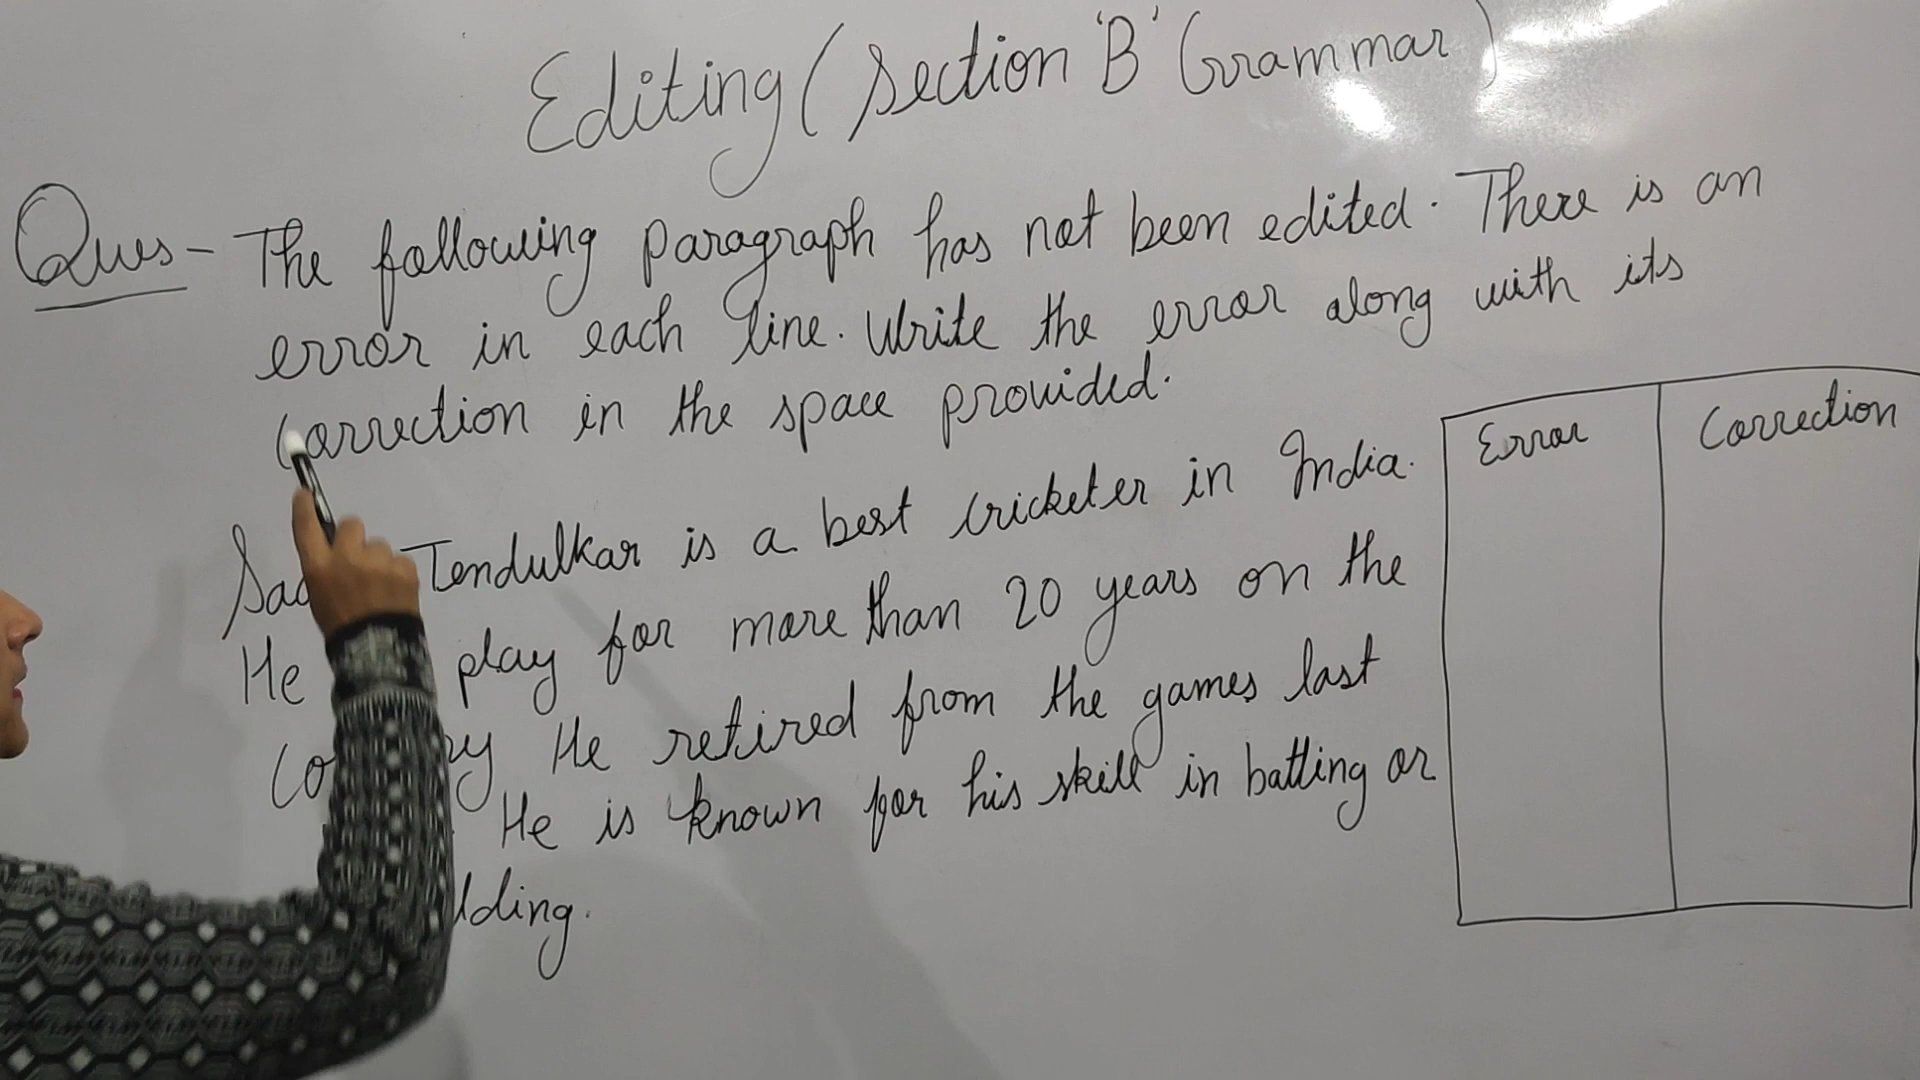 Editing (Section 'B' Grammar)
Ques - The following paragraph has not been edited. There is an
error in each line. Write the error along with its
Correction in the space provided.
Error Correction
Tendulkar is a best cricketer in India.
He play for more than 20 years on the
He retired from the games last
He is known for his skill in batting or